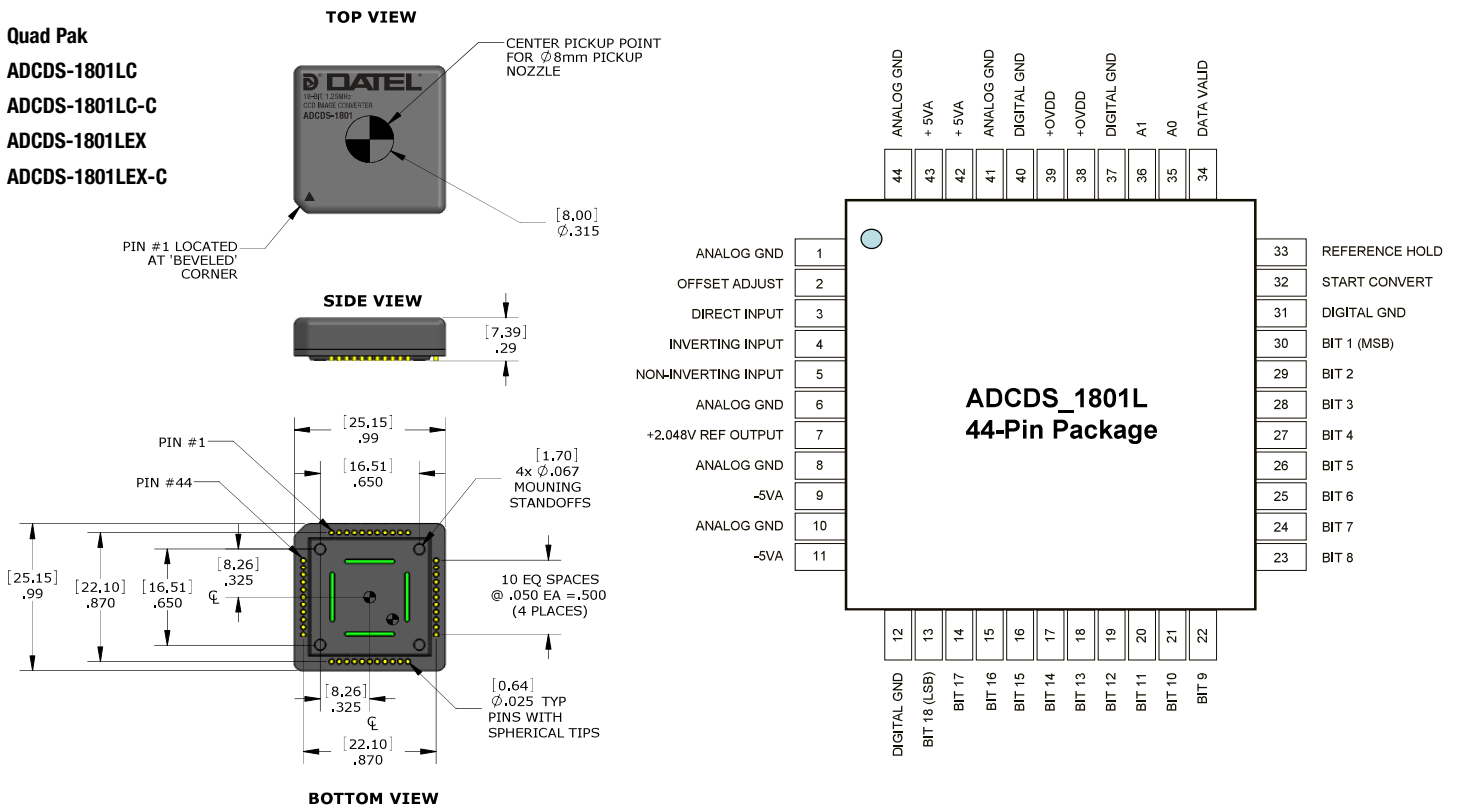 Quad Pak
ADCDS-1801LC
ADCDS-1801LC-C
ADCDS-1801LEX
ADCDS-1801LEX-C
TOP VIEW
DATEL
18-BIT, 1.25MHz
CCD IMAGE CONVERTER
ADCDS-1801
CENTER PICKUP POINT
FOR Ø8mm PICKUP
NOZZLE
[8.00]
Ø.315
PIN #1 LOCATED
AT 'BEVELED'
CORNER
SIDE VIEW
[7.39]
.29
[25.15]
.99
[16.51]
.650
PIN #1
PIN #44
[1.70]
4x Ø.067
MOUNING
STANDOFFS
[25.15]
.99
[22.10]
.870
[16.51]
.650
[8.26]
.325
℄
10 EQ SPACES
@ .050 EA =.500
(4 PLACES)
[8.26]
.325
℄
[22.10]
.870
[0.64]
Ø.025 TYP
PINS WITH
SPHERICAL TIPS
BOTTOM VIEW
ANALOG GND
+ 5VA
+ 5VA
ANALOG GND
DIGITAL GND
+OVDD
+OVDD
DIGITAL GND
A1
A0
DATA VALID
44
43
42
41
40
39
38
37
36
35
34
ANALOG GND 1
OFFSET ADJUST 2
DIRECT INPUT 3
INVERTING INPUT 4
NON-INVERTING INPUT 5
ANALOG GND 6
+2.048V REF OUTPUT 7
ANALOG GND 8
-5VA 9
ANALOG GND 10
-5VA 11
ADCDS_1801L
44-Pin Package
33 REFERENCE HOLD
32 START CONVERT
31 DIGITAL GND
30 BIT 1 (MSB)
29 BIT 2
28 BIT 3
27 BIT 4
26 BIT 5
25 BIT 6
24 BIT 7
23 BIT 8
12
13
14
15
16
17
18
19
20
21
22
DIGITAL GND
BIT 18 (LSB)
BIT 17
BIT 16
BIT 15
BIT 14
BIT 13
BIT 12
BIT 11
BIT 10
BIT 9